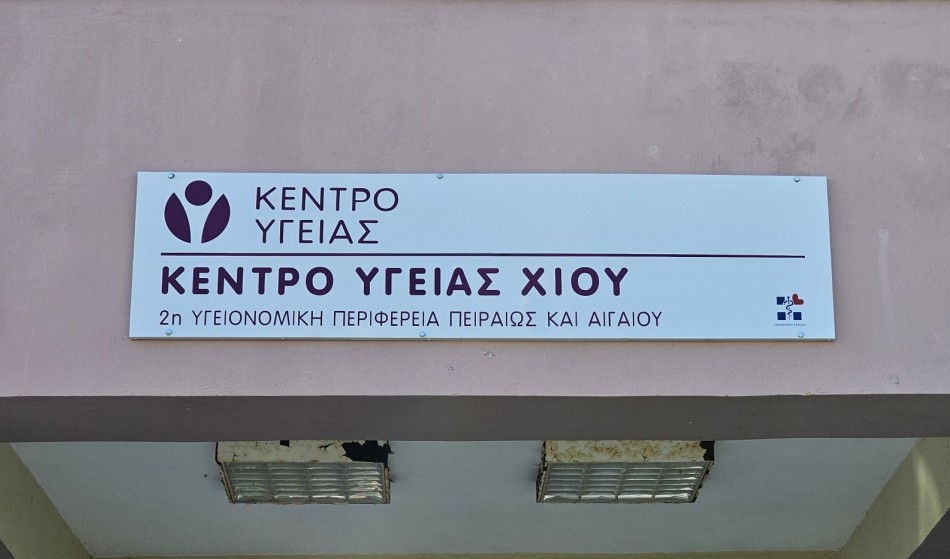 ΚΕΝΤΡΟ
ΥΓΕΙΑΣ
ΚΕΝΤΡΟ ΥΓΕΙΑΣ ΧΙΟΥ
2η ΥΓΕΙΟΝΟΜΙΚΗ ΠΕΡΙΦΕΡΕΙΑ ΠΕΙΡΑΙΩΣ ΚΑΙ ΑΙΓΑΙΟΥ